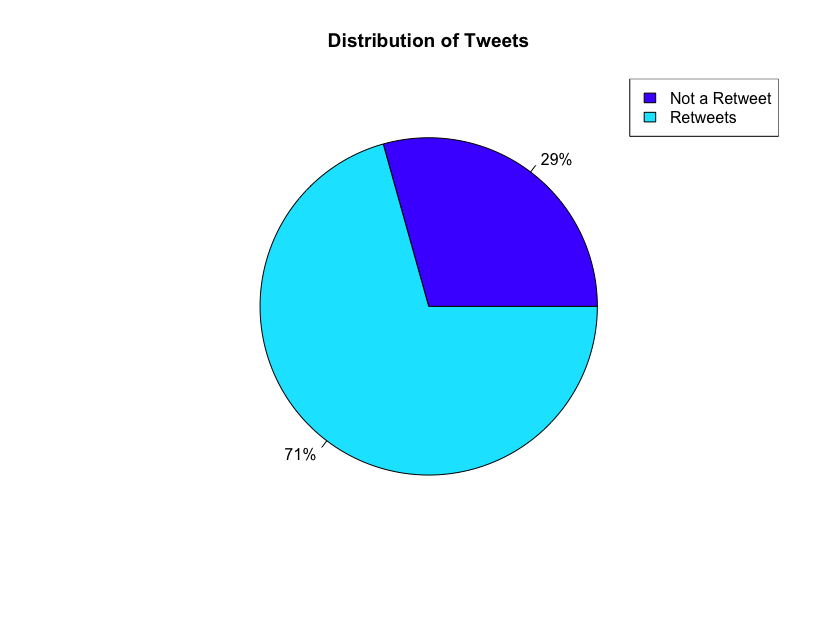 Distribution of Tweets
Not a Retweet
Retweets
29%
71%